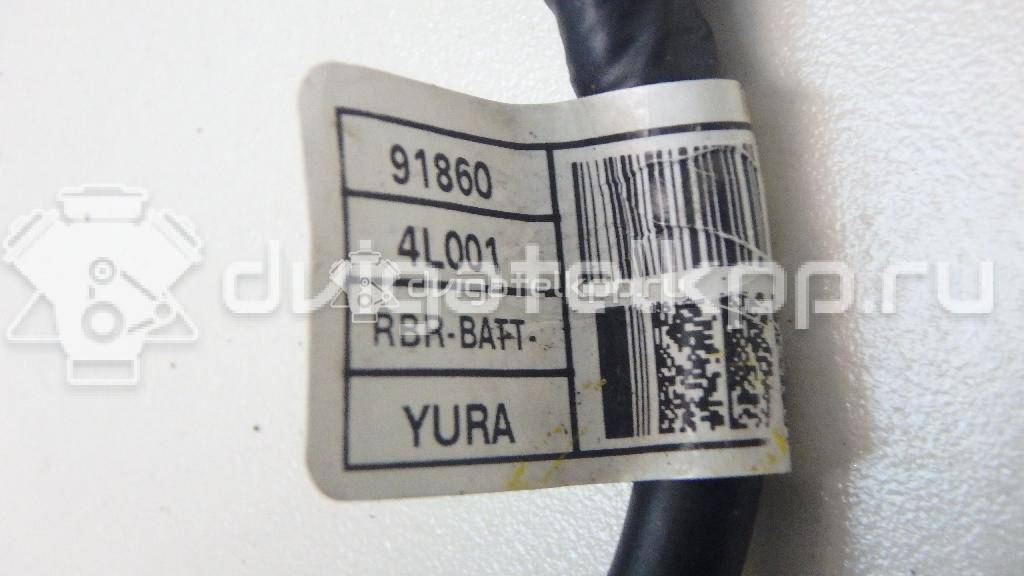 91860
4L001
RBR-BATT-
YURA
dvigatelkpp.ru